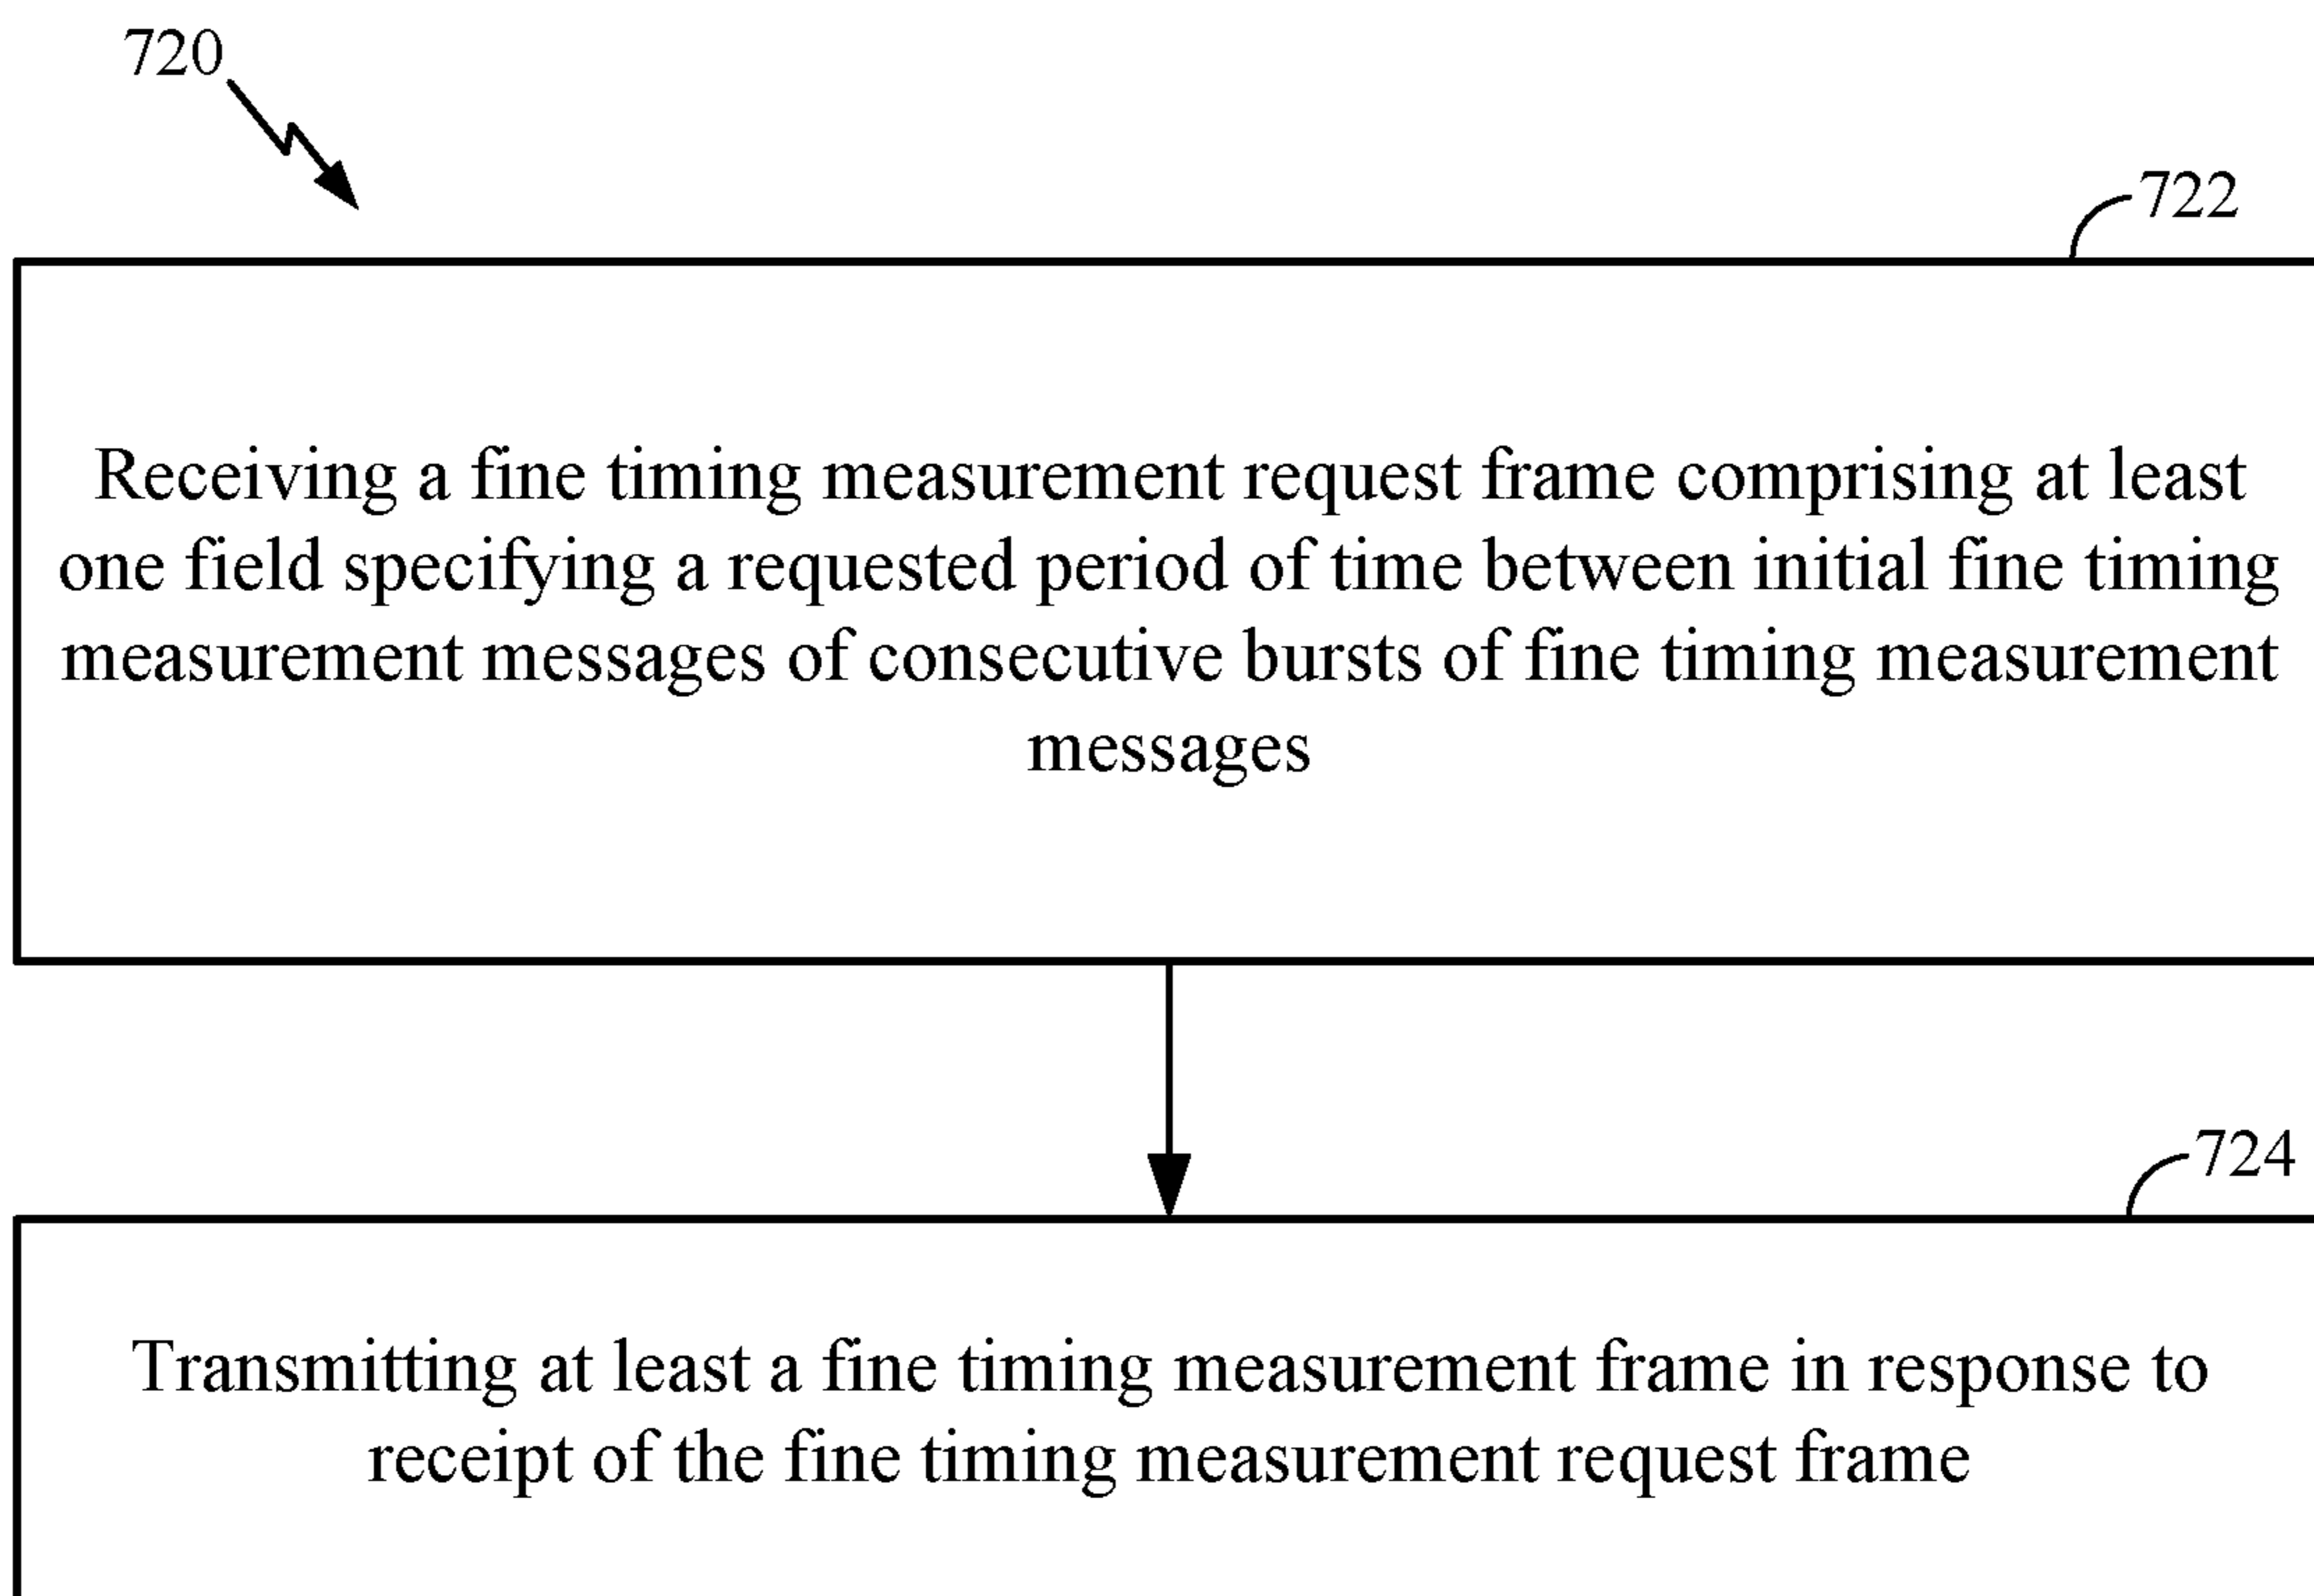 720
722
Receiving a fine timing measurement request frame comprising at least
one field specifying a requested period of time between initial fine timing
measurement messages of consecutive bursts of fine timing measurement
messages
724
Transmitting at least a fine timing measurement frame in response to
receipt of the fine timing measurement request frame